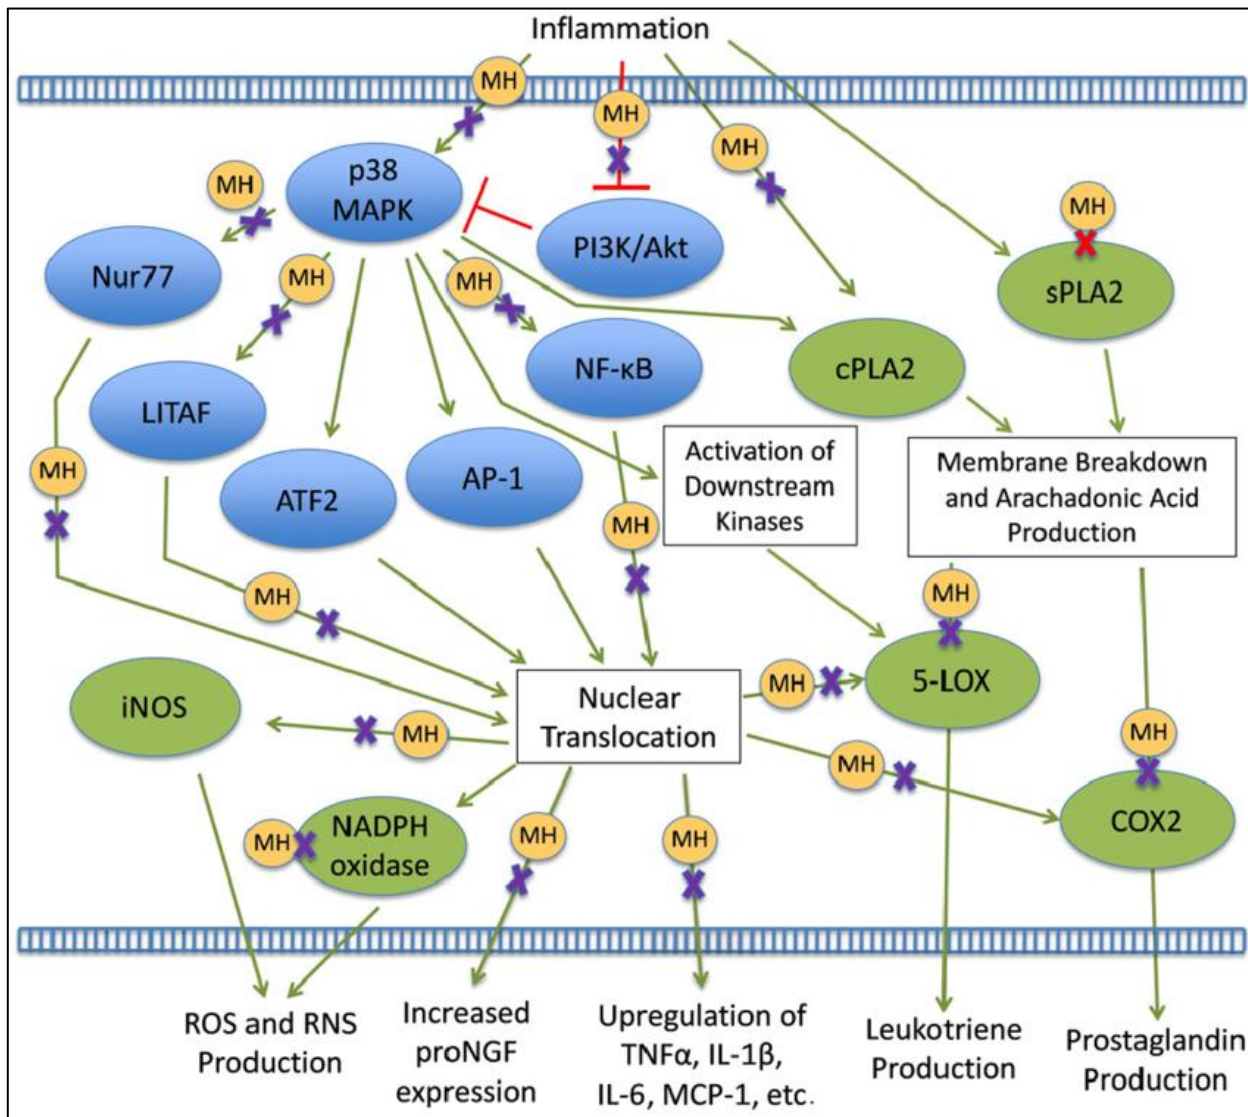 Inflammation
MH
MH
MH
MH
MH
p38
MAPK
PI3K/Akt
sPLA2
Nur77
MH
MH
NF-κB
cPLA2
LITAF
MH
ATF2
AP-1
MH
Activation of
Downstream
Kinases
Membrane Breakdown
and Arachadonic Acid
Production
MH
MH
iNOS
MH
Nuclear
Translocation
MH
5-LOX
MH
MH
MH
NADPH
oxidase
MH
MH
MH
COX2
ROS and RNS
Production
Increased
proNGF
expression
Upregulation of
TNFα, IL-1β,
IL-6, MCP-1, etc.
Leukotriene
Production
Prostaglandin
Production